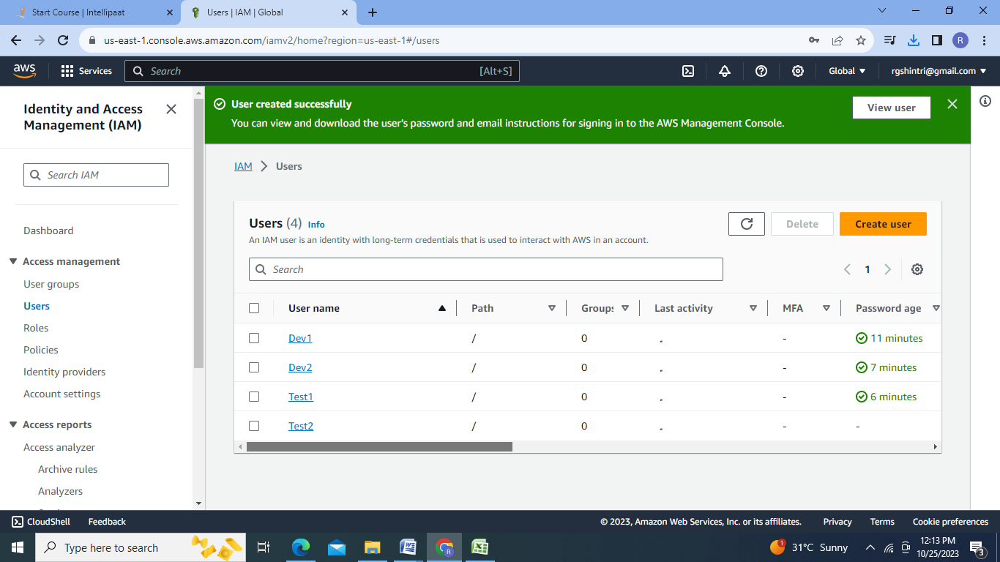 Start Course | Intellipaat
Users | IAM | Global
us-east-1.console.aws.amazon.com/iamv2/home?region=us-east-1#/users
R
aws
Services
Search
[Alt+S]
Global
rgshintri@gmail.com
Identity and Access Management (IAM)
Search IAM
Dashboard
Access management
User groups
Users
Roles
Policies
Identity providers
Account settings
Access reports
Access analyzer
Archive rules
Analyzers
User created successfully
You can view and download the user's password and email instructions for signing in to the AWS Management Console.
View user
IAM > Users
Users (4) Info
An IAM user is an identity with long-term credentials that is used to interact with AWS in an account.
Delete
Create user
Search
1
User name Path Groups Last activity MFA Password age
Dev1 / 0 - - 11 minutes
Dev2 / 0 - - 7 minutes
Test1 / 0 - - 6 minutes
Test2 / 0 - - -
CloudShell
Feedback
© 2023, Amazon Web Services, Inc. or its affiliates.
Privacy
Terms
Cookie preferences
Type here to search
R
1
31°C Sunny
12:13 PM
10/25/2023
3